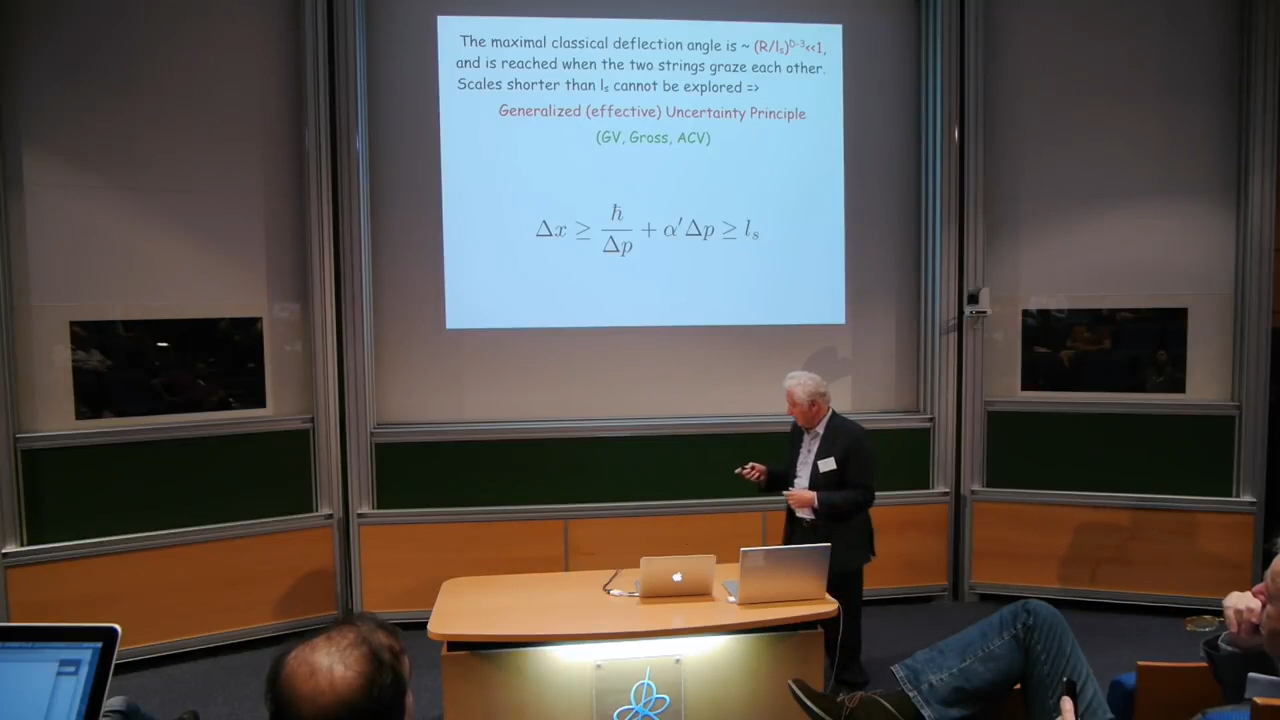 The maximal classical deflection angle is ~ (R/lₛ)ᴰ⁻³<<1,
and is reached when the two strings graze each other.
Scales shorter than lₛ cannot be explored =>
Generalized (effective) Uncertainty Principle
(GV, Gross, ACV)
Δx ≥ ħ/Δp + α′Δp ≥ lₛ